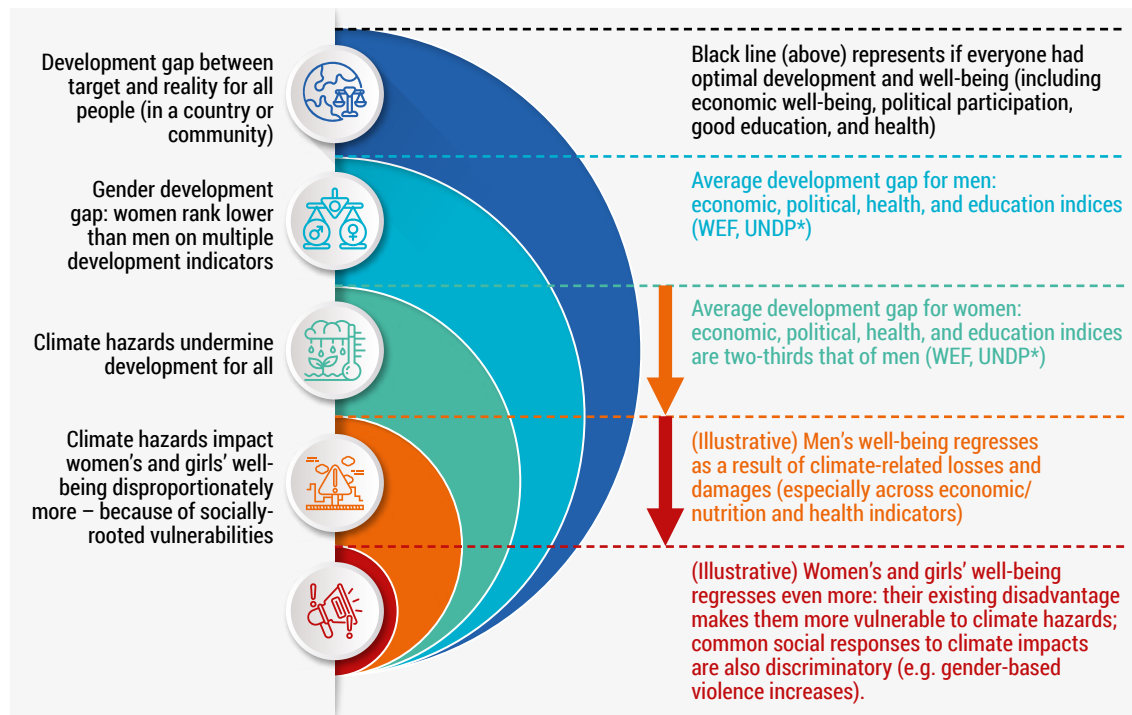 Development gap between
target and reality for all
people (in a country or
community)
Black line (above) represents if everyone had
optimal development and well-being (including
economic well-being, political participation,
good education, and health)
Gender development
gap: women rank lower
than men on multiple
development indicators
Average development gap for men:
economic, political, health, and education indices
(WEF, UNDP*)
Climate hazards undermine
development for all
Average development gap for women:
economic, political, health, and education indices
are two-thirds that of men (WEF, UNDP*)
Climate hazards impact
women's and girls' well-
being disproportionately
more – because of socially-
rooted vulnerabilities
(Illustrative) Men's well-being regresses
as a result of climate-related losses and
damages (especially across economic/
nutrition and health indicators)
(Illustrative) Women's and girls' well-being
regresses even more: their existing disadvantage
makes them more vulnerable to climate hazards;
common social responses to climate impacts
are also discriminatory (e.g. gender-based
violence increases).